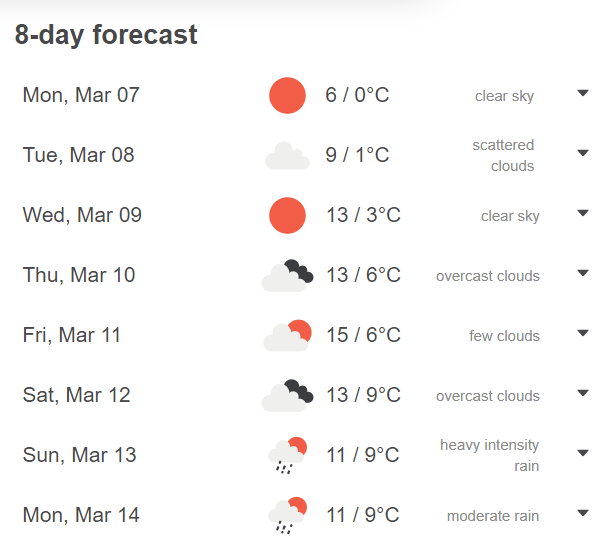 8-day forecast
Mon, Mar 07 6 / 0°C clear sky
Tue, Mar 08 9 / 1°C scattered
clouds
Wed, Mar 09 13 / 3°C clear sky
Thu, Mar 10 13 / 6°C overcast clouds
Fri, Mar 11 15 / 6°C few clouds
Sat, Mar 12 13 / 9°C overcast clouds
Sun, Mar 13 11 / 9°C heavy intensity
rain
Mon, Mar 14 11 / 9°C moderate rain